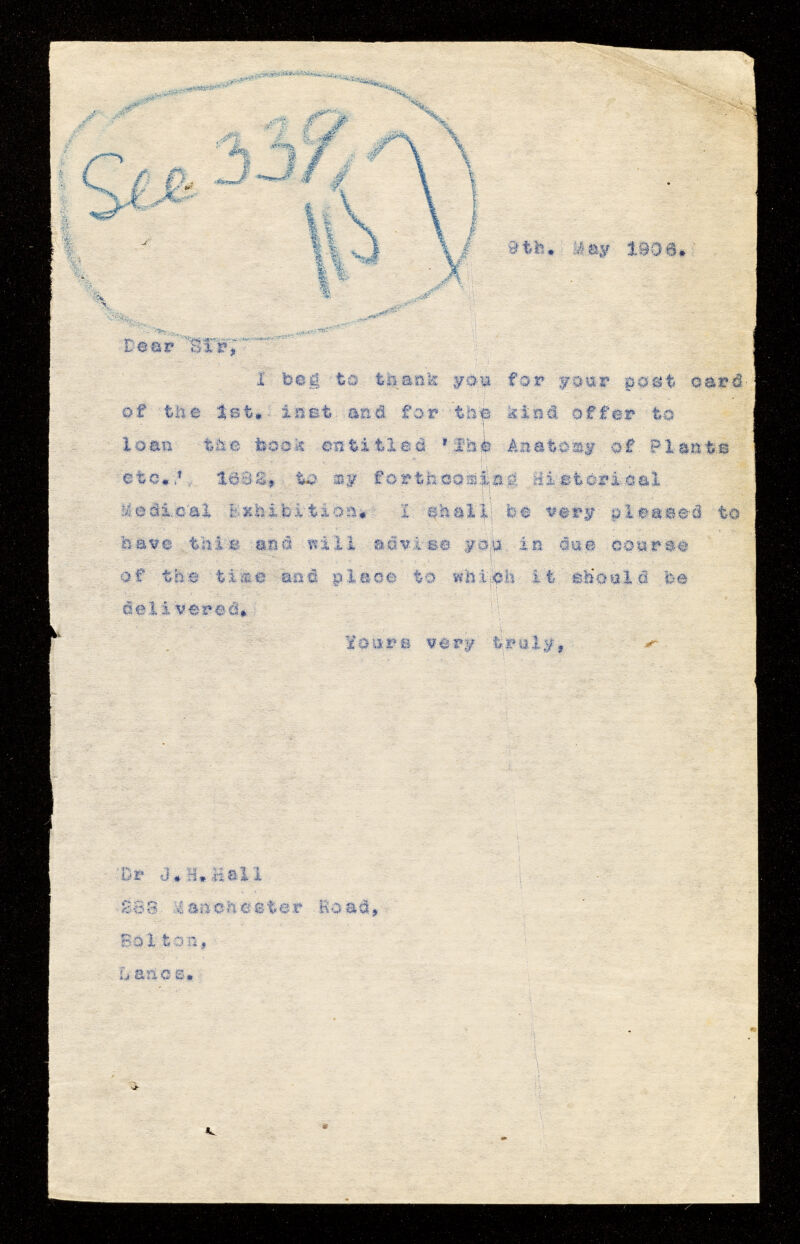 See 339,
1157
9th. May 1906.
Dear Sir,
I beg to thank you for your post card
of the 1st. inst and for the kind offer to
loan the book entitled 'The Anatomy of Plants
etc.' 1682, to my forthcoming Historical
Medical Exhibition. I shall be very pleased to
have this and will advise you in due course
of the time and place to which it should be
delivered.
Yours very truly,
Dr J.H.Hall
288 Manchester Road,
Bolton,
Lancs.